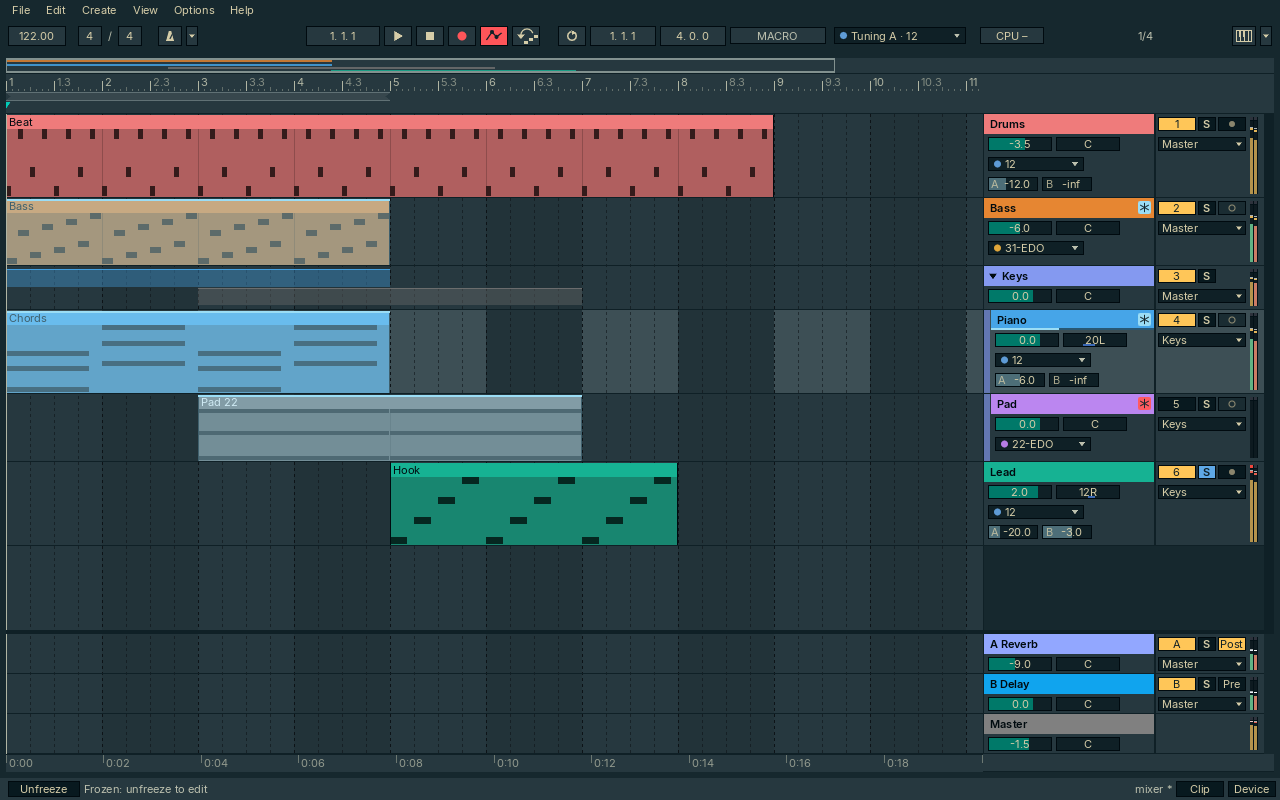 File Edit Create View Options Help
122.00 4 / 4 1. 1. 1 1. 1. 1 4. 0. 0 MACRO Tuning A · 12 CPU – 1/4
1 1.3 2 2.3 3 3.3 4 4.3 5 5.3 6 6.3 7 7.3 8 8.3 9 9.3 10 10.3 11
Beat Drums 1 S
-3.5 C Master
12
A -12.0 B -inf
Bass Bass 2 S
-6.0 C Master
31-EDO
Keys 3 S
0.0 C Master
Chords Piano 4 S
0.0 20L Keys
12
A -6.0 B -inf
Pad 22 Pad 5 S
0.0 C Keys
22-EDO
Hook Lead 6 S
2.0 12R Keys
12
A -20.0 B -3.0
A Reverb A S Post
-9.0 C Master
B Delay B S Pre
0.0 C Master
Master
-1.5 C
0:00 0:02 0:04 0:06 0:08 0:10 0:12 0:14 0:16 0:18
Unfreeze Frozen: unfreeze to edit mixer * Clip Device